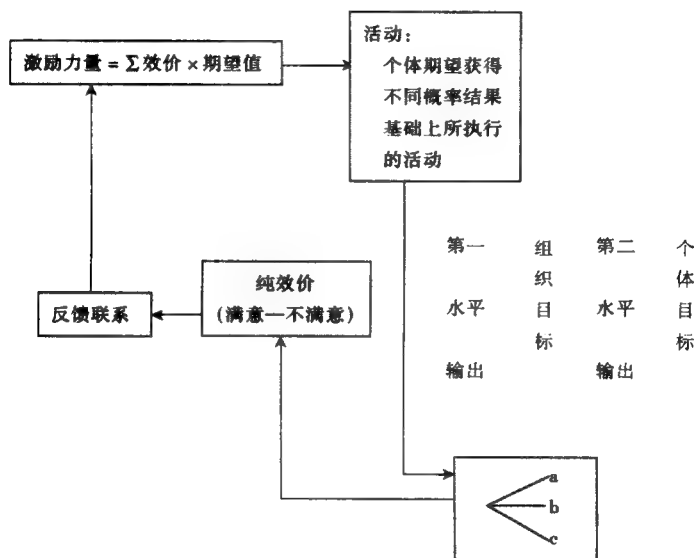 激励力量=Σ效价×期望值
活动:
个体期望获得
不同概率结果
基础上所执行
的活动
纯效价
(满意—不满意)
反馈联系
第一
水平
输出
组织目标
第二
水平
输出
个体目标
a
b
c